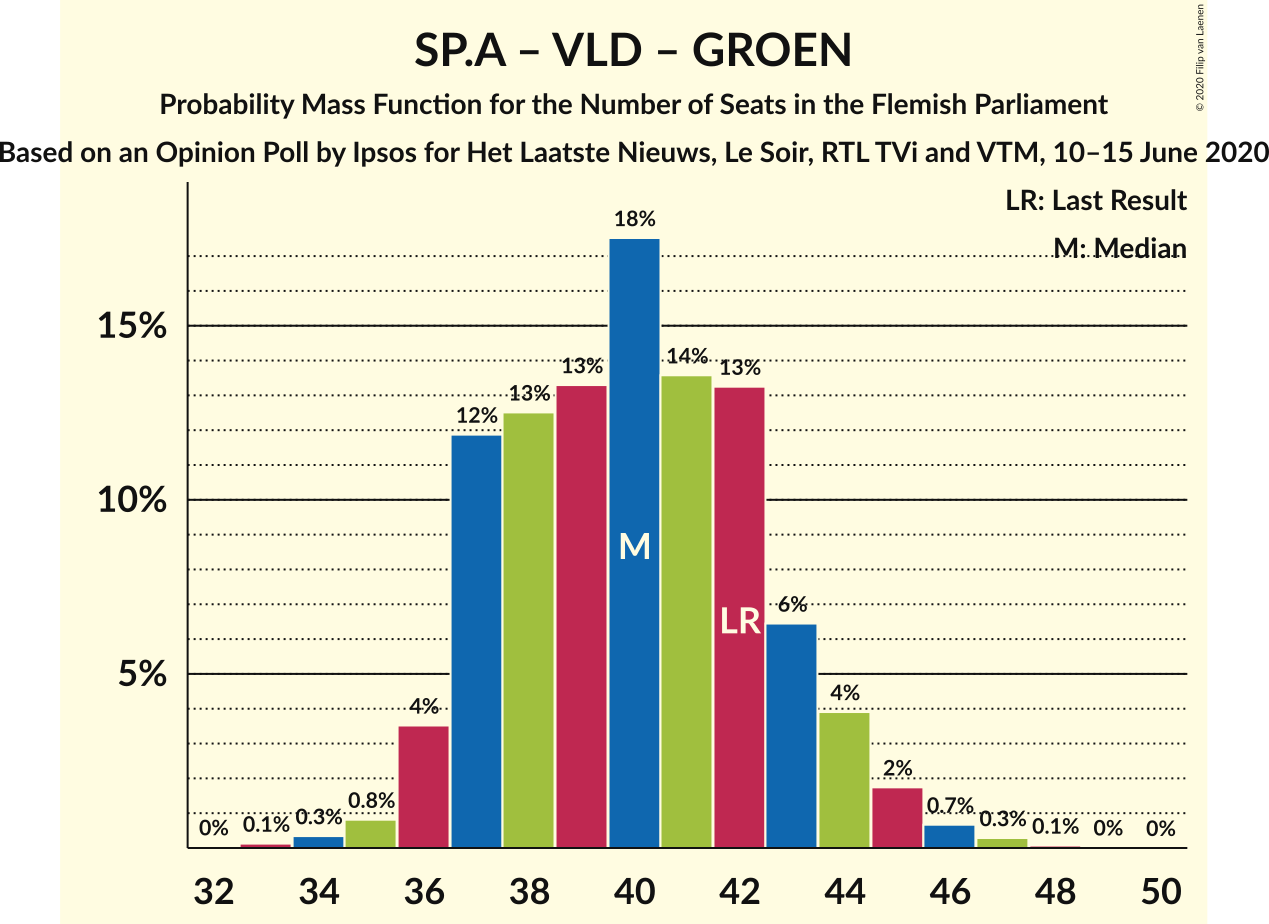 SP.A – VLD – GROEN
Probability Mass Function for the Number of Seats in the Flemish Parliament
Based on an Opinion Poll by Ipsos for Het Laatste Nieuws, Le Soir, RTL TVi and VTM, 10–15 June 2020
© 2020 Filip van Laenen
LR: Last Result
M: Median
15%
10%
5%
0% 0.1% 0.3% 0.8% 4% 12% 13% 13% 18% 14% 13% 6% 4% 2% 0.7% 0.3% 0.1% 0% 0%
M
LR
32 34 36 38 40 42 44 46 48 50